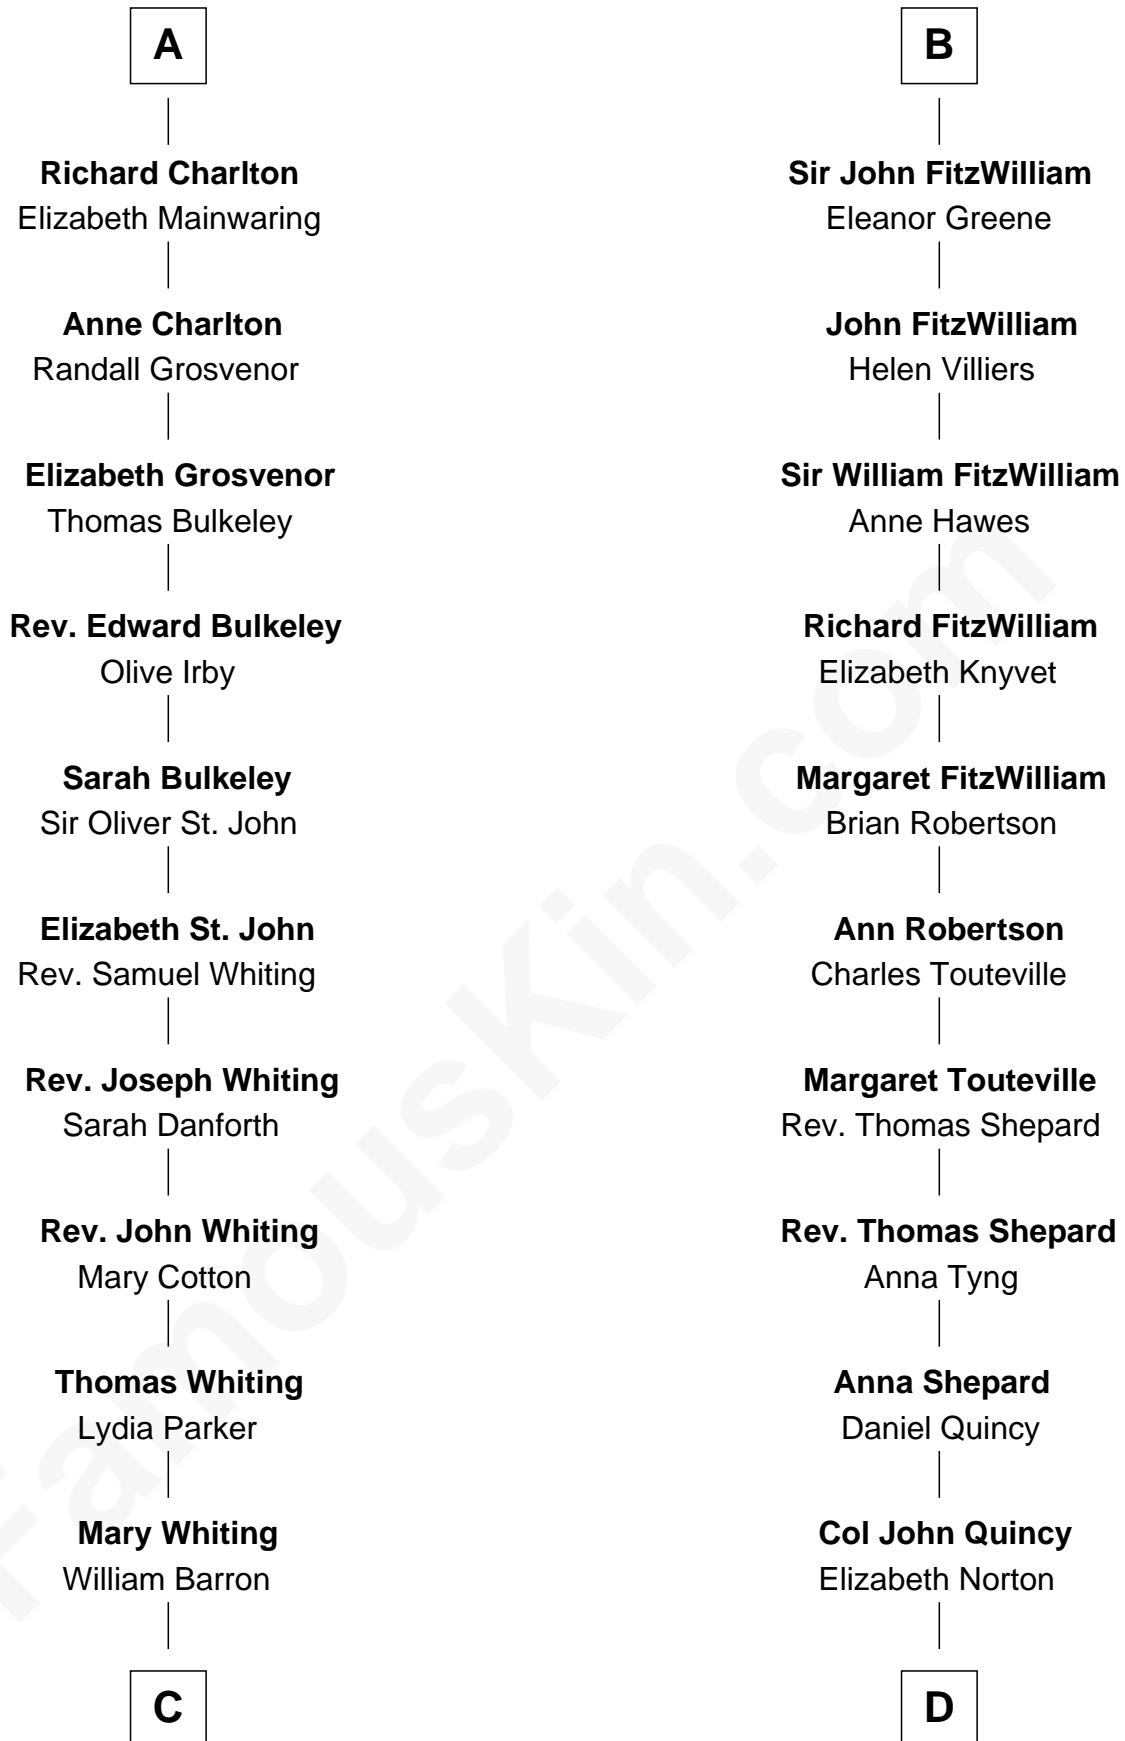 A
Richard Charlton
Elizabeth Mainwaring
Anne Charlton
Randall Grosvenor
Elizabeth Grosvenor
Thomas Bulkeley
Rev. Edward Bulkeley
Olive Irby
Sarah Bulkeley
Sir Oliver St. John
Elizabeth St. John
Rev. Samuel Whiting
Rev. Joseph Whiting
Sarah Danforth
Rev. John Whiting
Mary Cotton
Thomas Whiting
Lydia Parker
Mary Whiting
William Barron
C
B
Sir John FitzWilliam
Eleanor Greene
John FitzWilliam
Helen Villiers
Sir William FitzWilliam
Anne Hawes
Richard FitzWilliam
Elizabeth Knyvet
Margaret FitzWilliam
Brian Robertson
Ann Robertson
Charles Touteville
Margaret Touteville
Rev. Thomas Shepard
Rev. Thomas Shepard
Anna Tyng
Anna Shepard
Daniel Quincy
Col John Quincy
Elizabeth Norton
D
FamousKin.com